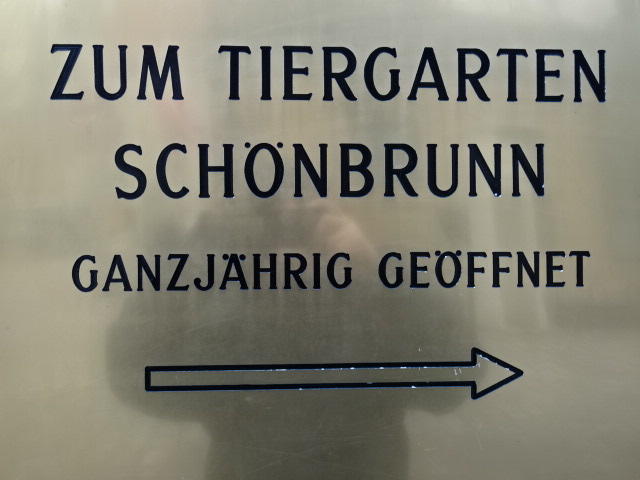 ZUM TIERGARTEN
SCHÖNBRUNN
GANZJÄHRIG GEÖFFNET